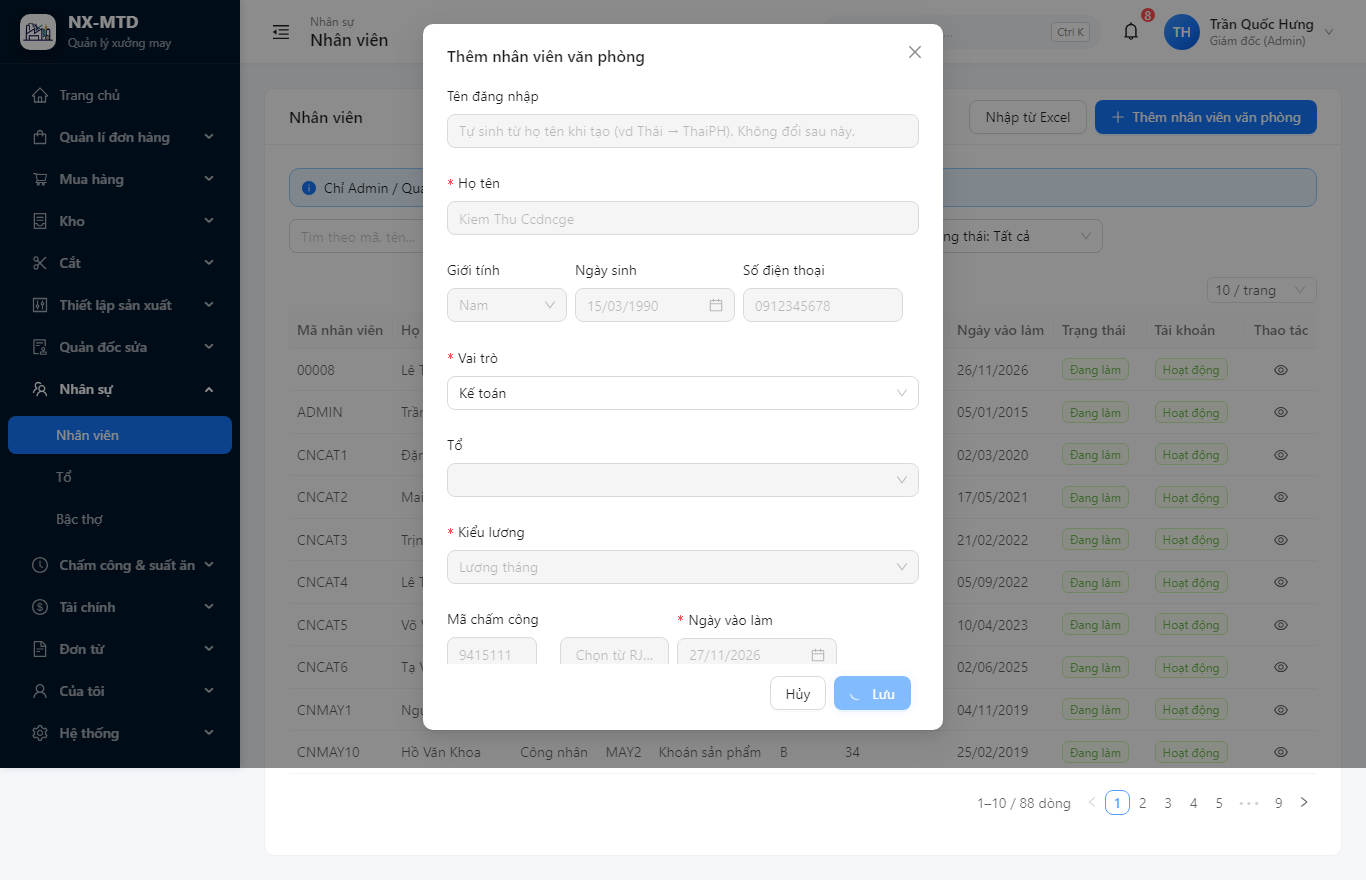 NX-MTD
Quản lý xưởng may
Trang chủ
Quản lí đơn hàng
Mua hàng
Kho
Cắt
Thiết lập sản xuất
Quản đốc sửa
Nhân sự
Nhân viên
Tổ
Bậc thợ
Chấm công & suất ăn
Tài chính
Đơn từ
Của tôi
Hệ thống
Nhân sự
Nhân viên
Ctrl K
8
TH
Trần Quốc Hưng
Giám đốc (Admin)
Nhân viên
Nhập từ Excel
Thêm nhân viên văn phòng
Chỉ Admin /
Tìm theo mã, tên...
thái: Tất cả
10 / trang
Mã nhân viên Họ Ngày vào làm Trạng thái Tài khoản Thao tác
00008 Lê 26/11/2026 Đang làm Hoạt động
ADMIN 05/01/2015 Đang làm Hoạt động
CNCAT1 02/03/2020 Đang làm Hoạt động
CNCAT2 Mai 17/05/2021 Đang làm Hoạt động
CNCAT3 21/02/2022 Đang làm Hoạt động
CNCAT4 Lê 05/09/2022 Đang làm Hoạt động
CNCAT5 Võ 10/04/2023 Đang làm Hoạt động
CNCAT6 Tạ 02/06/2025 Đang làm Hoạt động
CNMAY1 04/11/2019 Đang làm Hoạt động
CNMAY10 Hồ Văn Khoa Công nhân MAY2 Khoán sản phẩm B 34 25/02/2019 Đang làm Hoạt động
1–10 / 88 dòng 1 2 3 4 5 ••• 9
Thêm nhân viên văn phòng
Tên đăng nhập
Tự sinh từ họ tên khi tạo (vd Thái → ThaiPH). Không đổi sau này.
* Họ tên
Kiem Thu Ccdncge
Giới tính Ngày sinh Số điện thoại
Nam 15/03/1990 0912345678
* Vai trò
Kế toán
Tổ
* Kiểu lương
Lương tháng
Mã chấm công * Ngày vào làm
9415111 Chọn từ RJ... 27/11/2026
Hủy Lưu